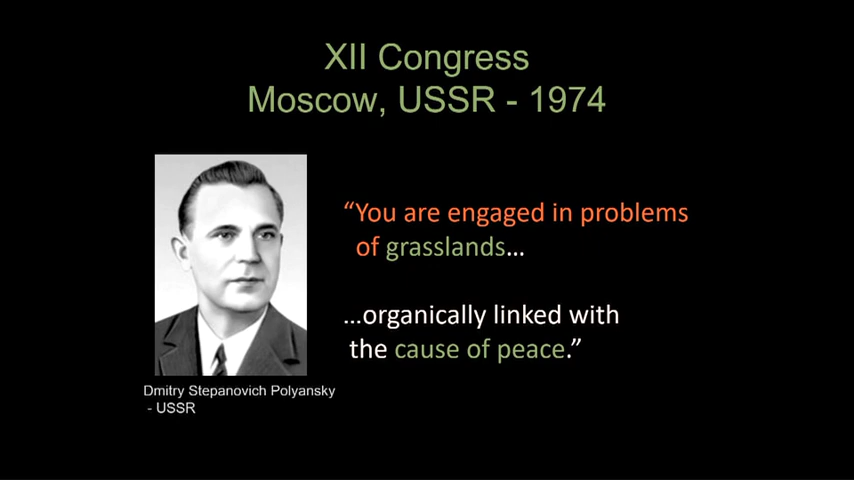 XII Congress
Moscow, USSR - 1974
“You are engaged in problems
of grasslands...
...organically linked with
the cause of peace.”
Dmitry Stepanovich Polyansky
- USSR